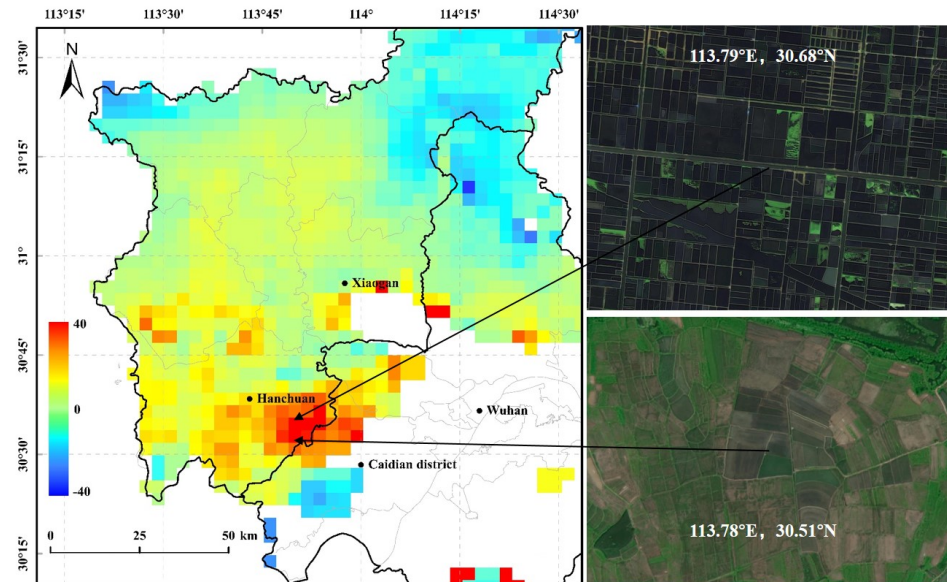 113°15' 113°30' 113°45' 114° 114°15' 114°30'
N
31°30'
31°15'
31°
30°45'
30°30'
30°15'
Xiaogan
Hanchuan
Wuhan
Caidian district
40
0
-40
0 25 50 km
113.79°E，30.68°N
113.78°E，30.51°N